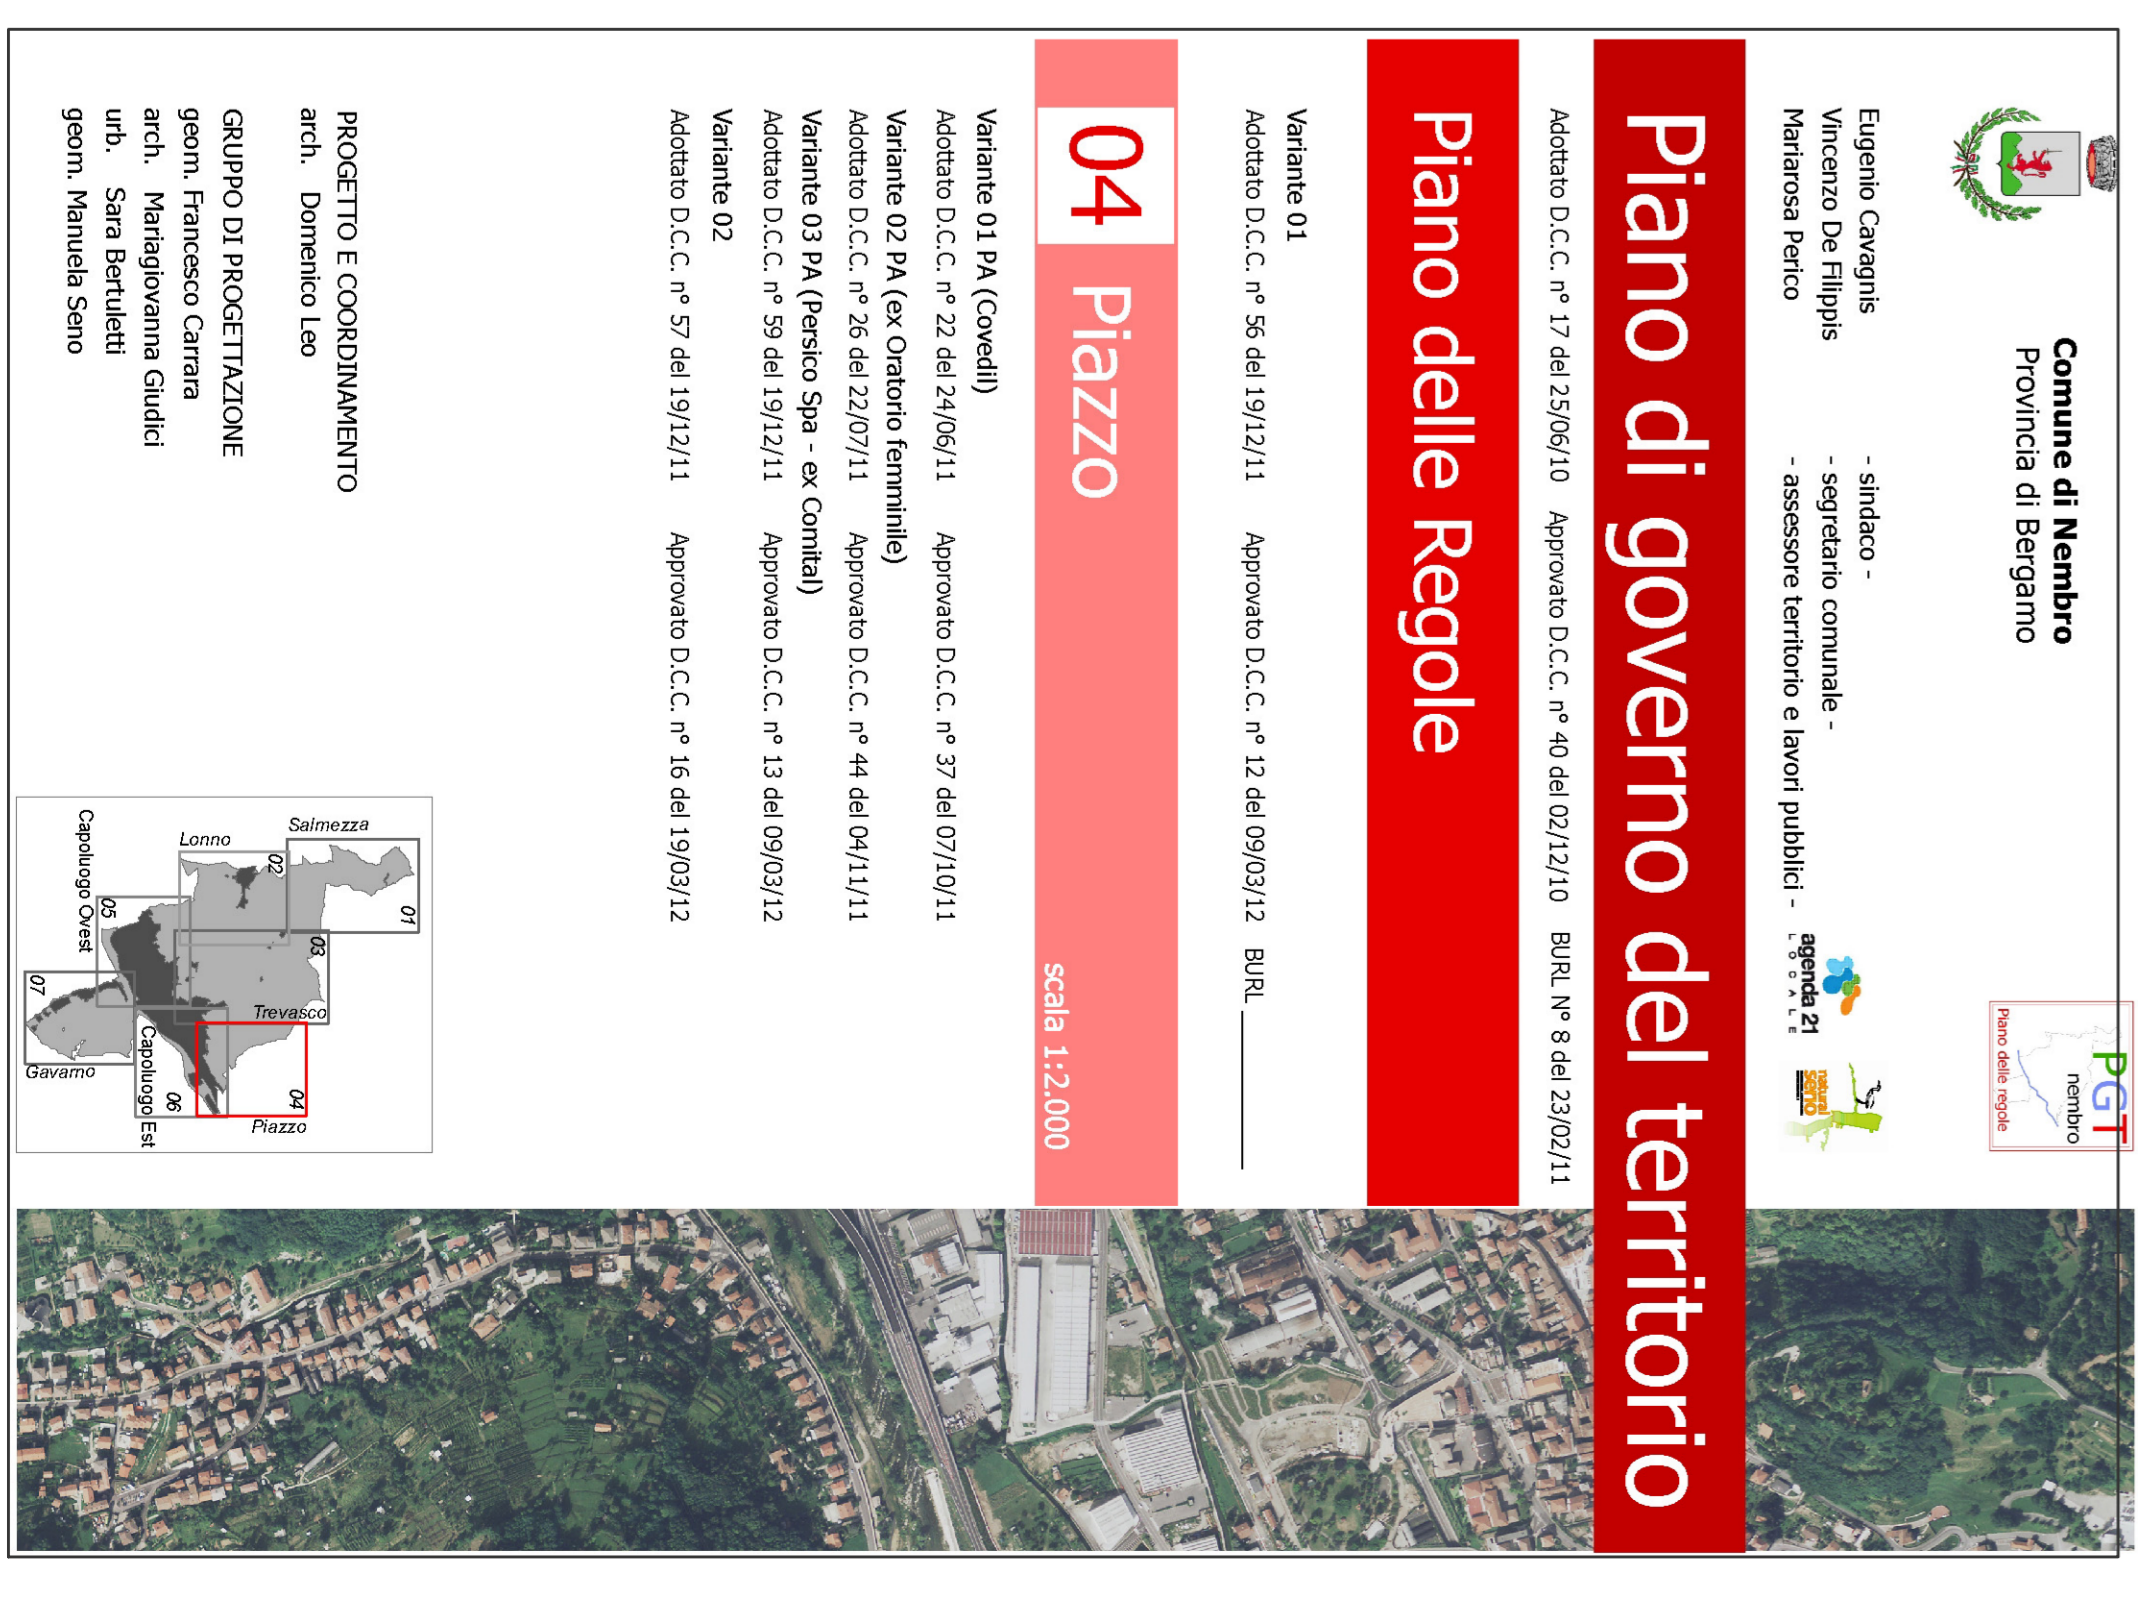 Comune di Nembro
Provincia di Bergamo
PGT
nembro
Piano delle regole
Eugenio Cavagnis - sindaco -
Vincenzo De Filippis - segretario comunale -
Mariarosa Perico - assessore territorio e lavori pubblici -
agenda 21
LOCALE
natural
seno
Piano di governo del territorio
Adottato D.C.C. n° 17 del 25/06/10 Approvato D.C.C. n° 40 del 02/12/10 BURL N° 8 del 23/02/11
Piano delle Regole
Variante 01
Adottato D.C.C. n° 56 del 19/12/11 Approvato D.C.C. n° 12 del 09/03/12 BURL
04 Piazzo
scala 1:2.000
Variante 01 PA (Covedil)
Adottato D.C.C. n° 22 del 24/06/11 Approvato D.C.C. n° 37 del 07/10/11
Variante 02 PA (ex Oratorio femminile)
Adottato D.C.C. n° 26 del 22/07/11 Approvato D.C.C. n° 44 del 04/11/11
Variante 03 PA (Persico Spa - ex Comital)
Adottato D.C.C. n° 59 del 19/12/11 Approvato D.C.C. n° 13 del 09/03/12
Variante 02
Adottato D.C.C. n° 57 del 19/12/11 Approvato D.C.C. n° 16 del 19/03/12
PROGETTO E COORDINAMENTO
arch. Domenico Leo
GRUPPO DI PROGETTAZIONE
geom. Francesco Carrara
arch. Mariagiovanna Giudici
urb. Sara Bertuletti
geom. Manuela Seno
Salmezza
01
Lonno
02
03
Trevasco
04
Piazzo
05
Capoluogo Ovest
06
Capoluogo Est
07
Gavarno